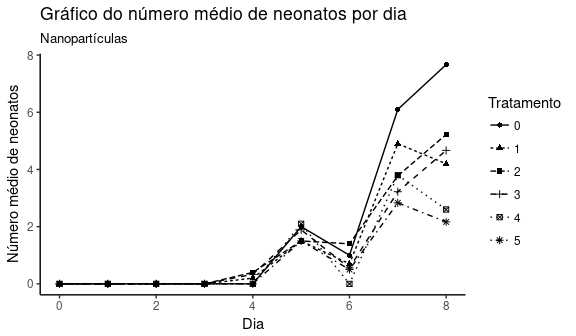 Gráfico do número médio de neonatos por dia
Nanopartículas
Número médio de neonatos
8
6
4
2
0
0 2 4 6 8
Dia
Tratamento
0
1
2
3
4
5